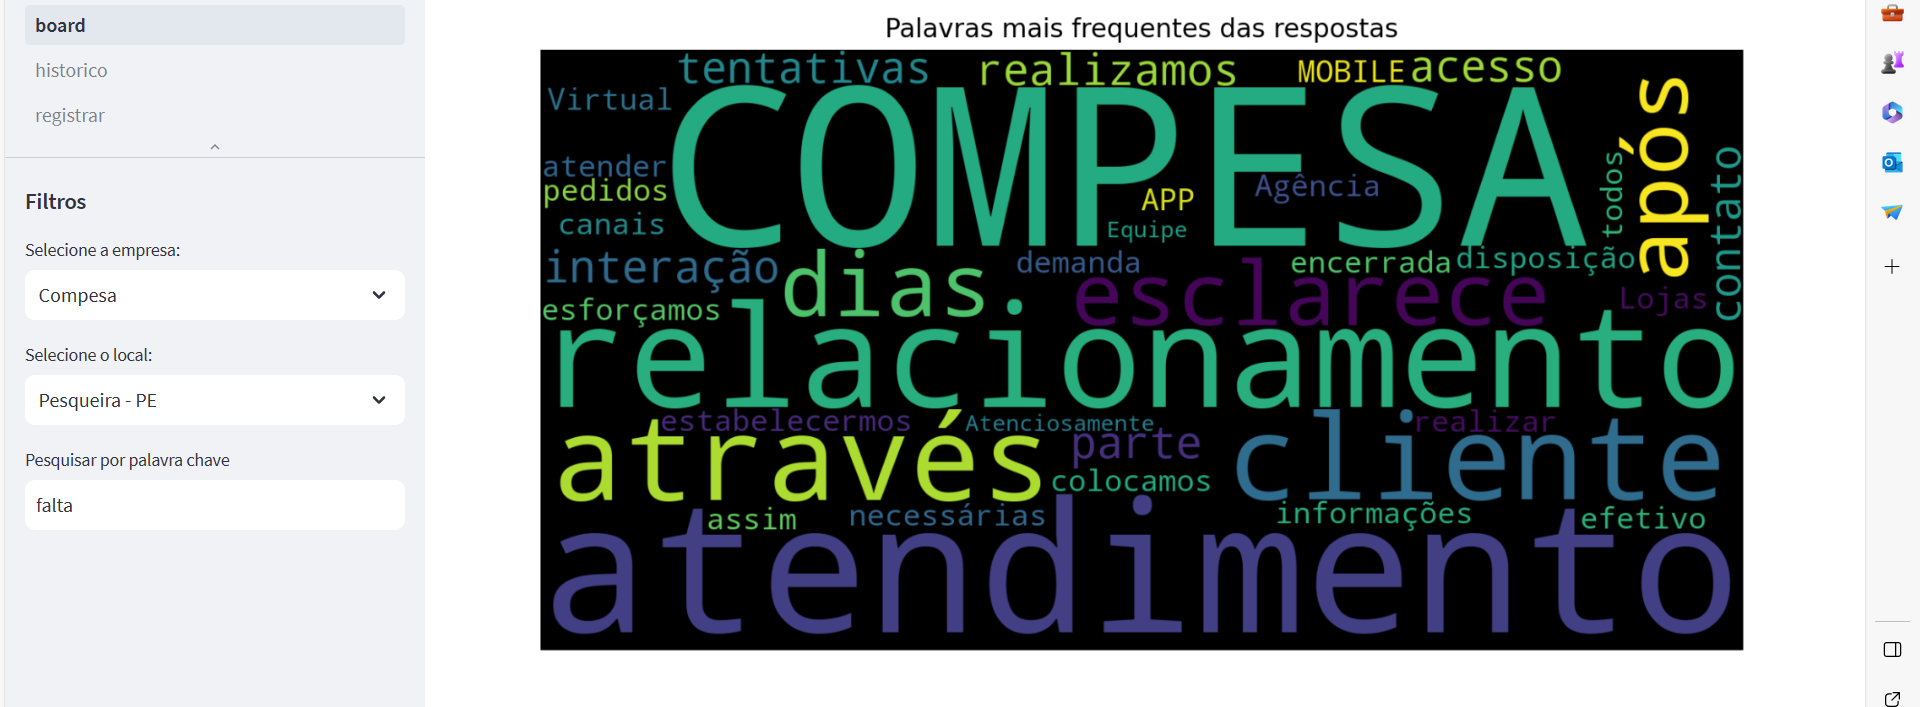 board
historico
registrar
Filtros
Selecione a empresa:
Compesa
Selecione o local:
Pesqueira - PE
Pesquisar por palavra chave
falta
Palavras mais frequentes das respostas
tentativas realizamos MOBILE acesso
Virtual
COMPESA
após
atender
pedidos
APP
Agência
todos
contato
canais
Equipe
interação
dias
demanda
encerrada
disposição
esforçamos
esclarece
Lojas
relacionamento
estabelecermos
Atenciosamente
realizar
através
parte
cliente
colocamos
assim
necessárias
informações
efetivo
atendimento